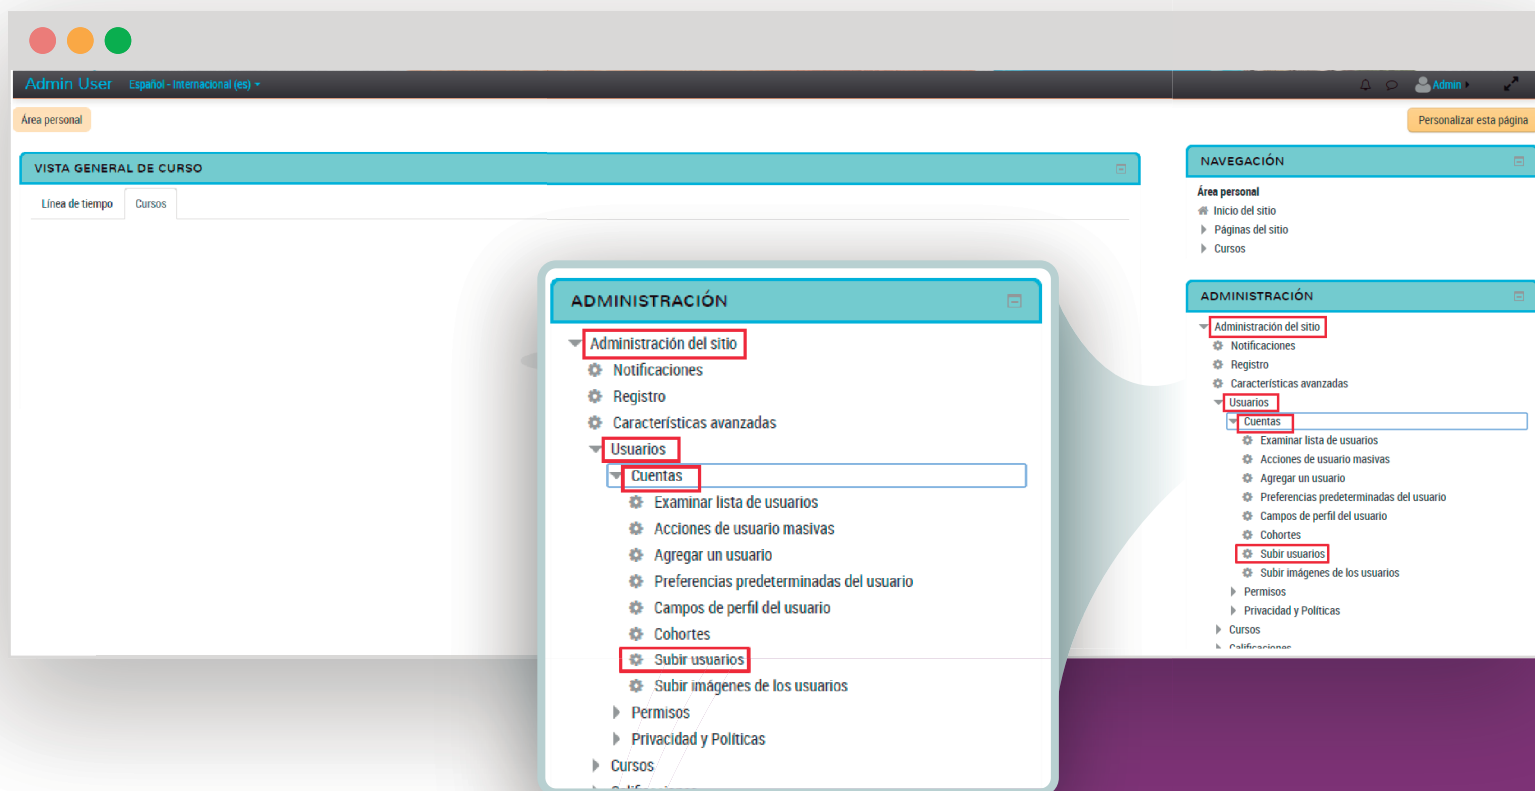 Admin User Español - Internacional (es)
Admin
Área personal
Personalizar esta página
VISTA GENERAL DE CURSO
Línea de tiempo Cursos
ADMINISTRACIÓN
Administración del sitio
Notificaciones
Registro
Características avanzadas
Usuarios
Cuentas
Examinar lista de usuarios
Acciones de usuario masivas
Agregar un usuario
Preferencias predeterminadas del usuario
Campos de perfil del usuario
Cohortes
Subir usuarios
Subir imágenes de los usuarios
Permisos
Privacidad y Políticas
Cursos
NAVEGACIÓN
Área personal
Inicio del sitio
Páginas del sitio
Cursos
ADMINISTRACIÓN
Administración del sitio
Notificaciones
Registro
Características avanzadas
Usuarios
Cuentas
Examinar lista de usuarios
Acciones de usuario masivas
Agregar un usuario
Preferencias predeterminadas del usuario
Campos de perfil del usuario
Cohortes
Subir usuarios
Subir imágenes de los usuarios
Permisos
Privacidad y Políticas
Cursos
Calificaciones